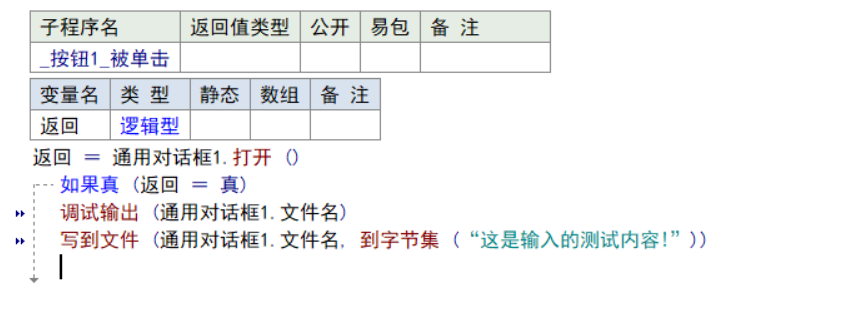 子程序名 返回值类型 公开 易包 备 注
_按钮1_被单击
变量名 类 型 静态 数组 备 注
返回 逻辑型
返回 ＝ 通用对话框1.打开 ()
如果真 (返回 ＝ 真)
调试输出 (通用对话框1.文件名)
写到文件 (通用对话框1.文件名, 到字节集 (“这是输入的测试内容!”))